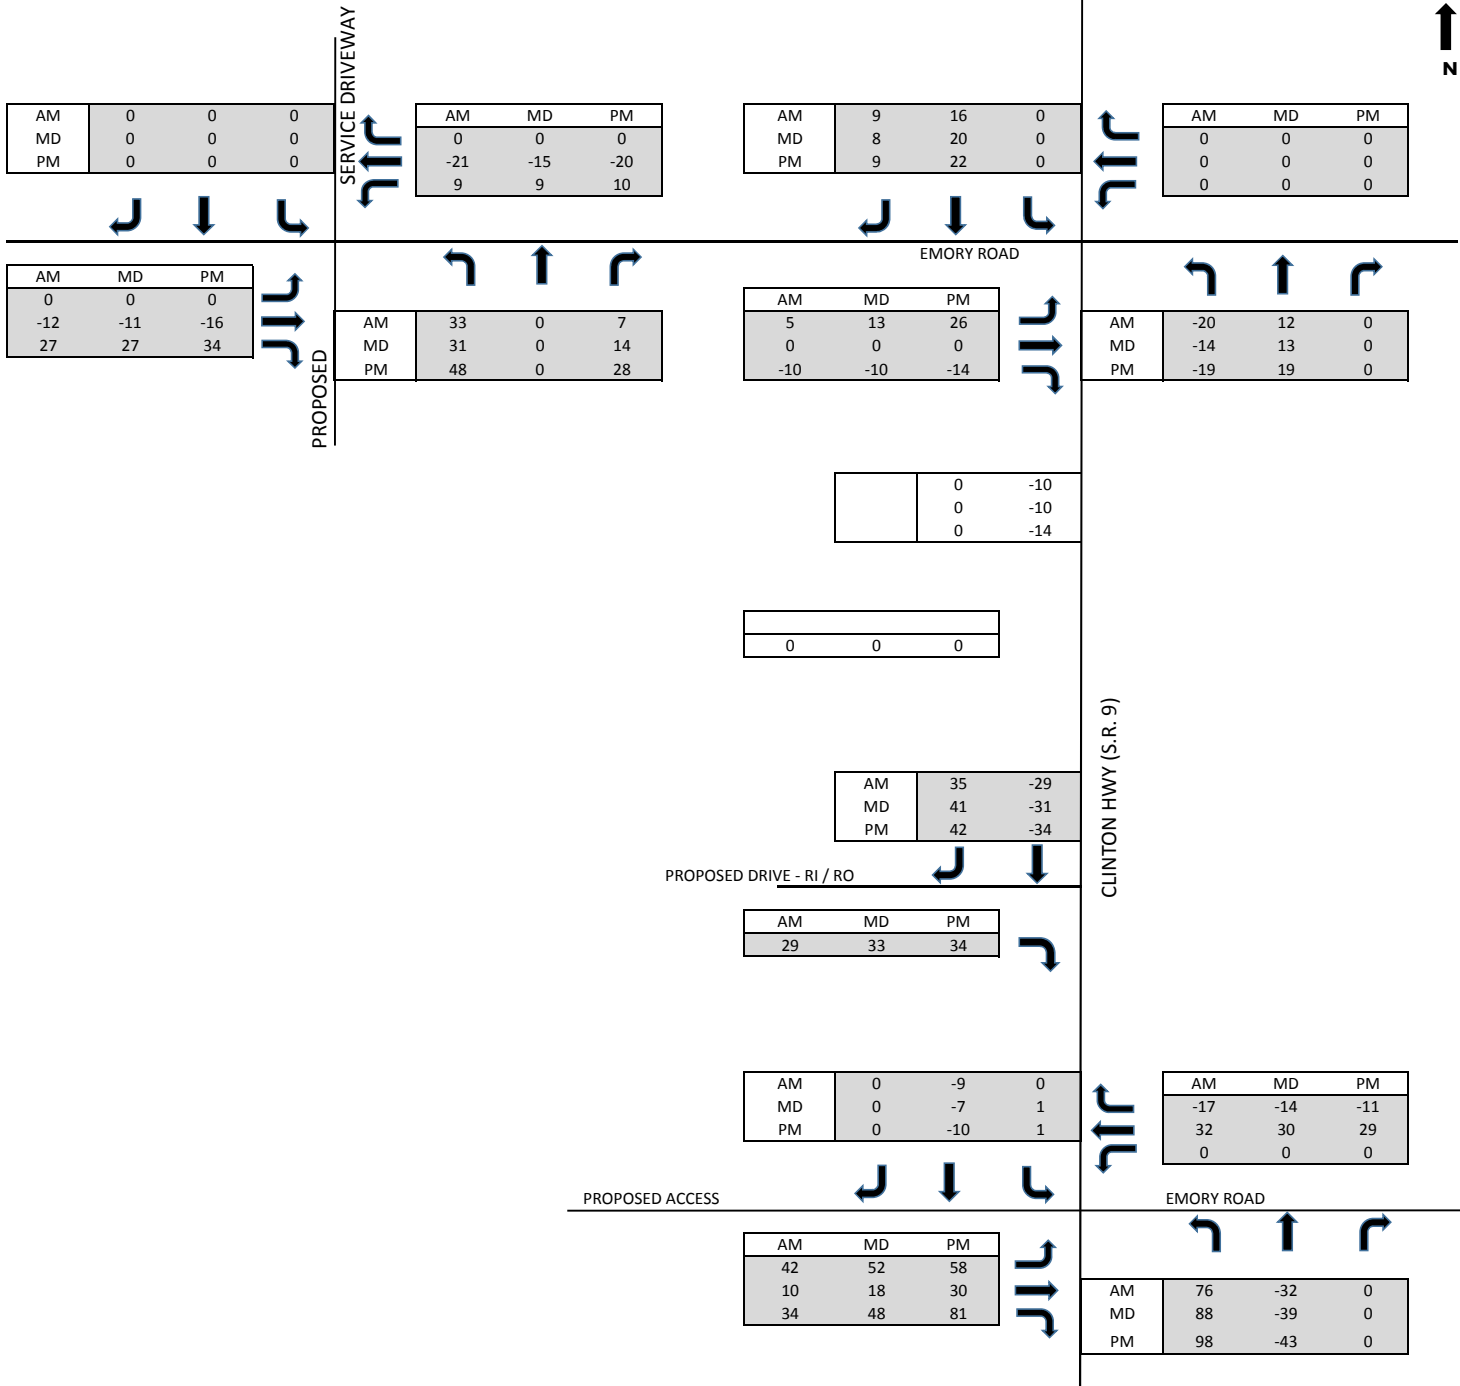 N
SERVICE DRIVEWAY
AM 0 0 0
MD 0 0 0
PM 0 0 0
AM MD PM
0 0 0
-21 -15 -20
9 9 10
AM 9 16 0
MD 8 20 0
PM 9 22 0
AM MD PM
0 0 0
0 0 0
0 0 0
EMORY ROAD
AM MD PM
0 0 0
-12 -11 -16
27 27 34
PROPOSED
AM 33 0 7
MD 31 0 14
PM 48 0 28
AM MD PM
5 13 26
0 0 0
-10 -10 -14
AM -20 12 0
MD -14 13 0
PM -19 19 0
0 -10
0 -10
0 -14
0 0 0
CLINTON HWY (S.R. 9)
AM 35 -29
MD 41 -31
PM 42 -34
PROPOSED DRIVE - RI / RO
AM MD PM
29 33 34
AM 0 -9 0
MD 0 -7 1
PM 0 -10 1
AM MD PM
-17 -14 -11
32 30 29
0 0 0
PROPOSED ACCESS
EMORY ROAD
AM MD PM
42 52 58
10 18 30
34 48 81
AM 76 -32 0
MD 88 -39 0
PM 98 -43 0